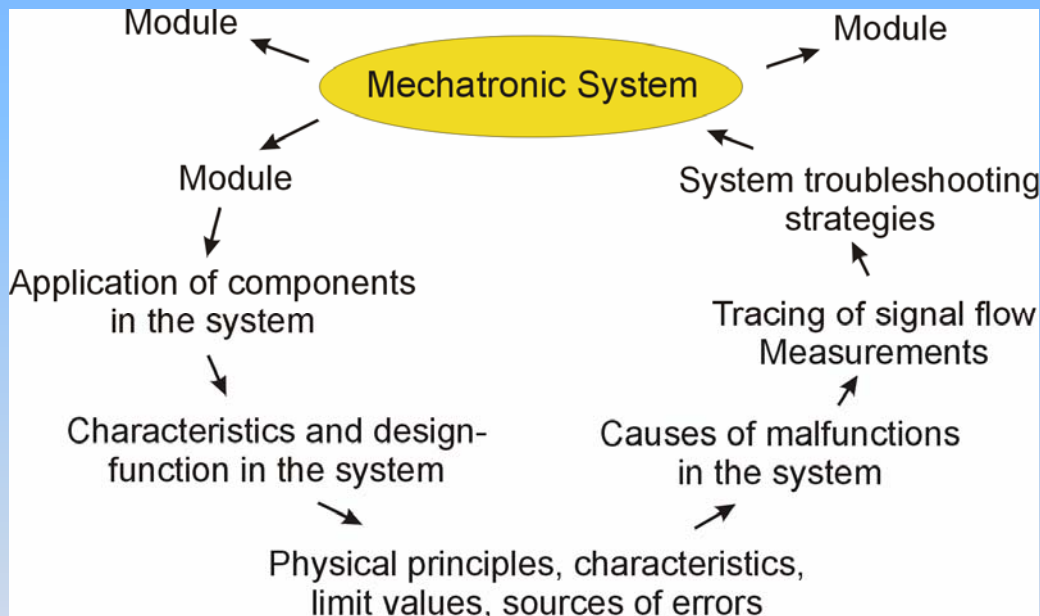 Module
Module
Mechatronic System
Module
Application of components
in the system
Characteristics and design-
function in the system
Physical principles, characteristics,
limit values, sources of errors
Causes of malfunctions
in the system
Tracing of signal flow
Measurements
System troubleshooting
strategies